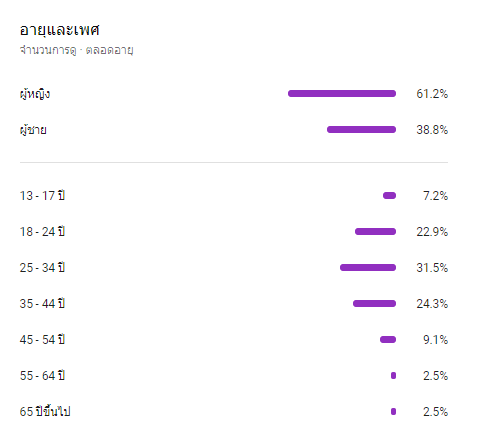 อายุและเพศ
จำนวนการดู · ตลอดอายุ
ผู้หญิง 61.2%
ผู้ชาย 38.8%
13 - 17 ปี 7.2%
18 - 24 ปี 22.9%
25 - 34 ปี 31.5%
35 - 44 ปี 24.3%
45 - 54 ปี 9.1%
55 - 64 ปี 2.5%
65 ปีขึ้นไป 2.5%